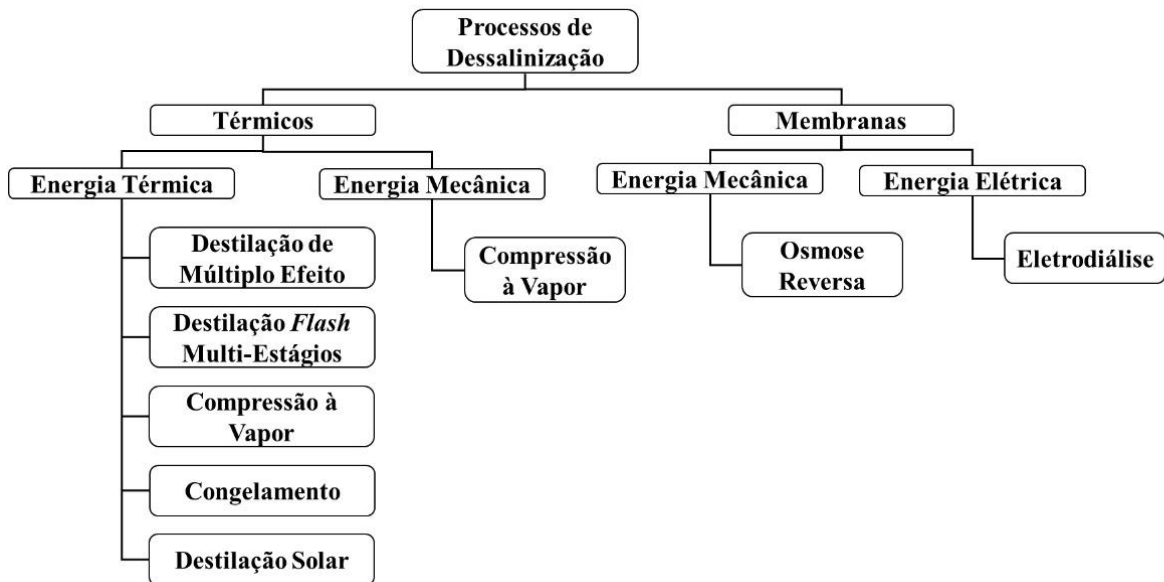 Processos de
Dessalinização
Térmicos
Membranas
Energia Térmica
Energia Mecânica
Energia Mecânica
Energia Elétrica
Destilação de
Múltiplo Efeito
Compressão
à Vapor
Osmose
Reversa
Eletrodiálise
Destilação Flash
Multi-Estágios
Compressão à
Vapor
Congelamento
Destilação Solar